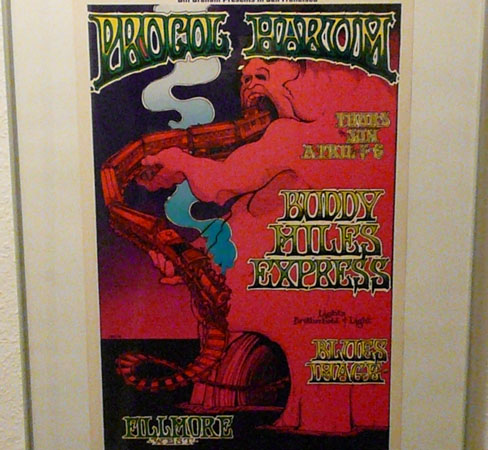 Bill Graham Presents in San Francisco
PROCOL HARUM
THURS
SUN
APRIL 3-6
BUDDY
MILES
EXPRESS
Lights
Brotherhood of Light
BLUES
IMAGE
FILLMORE
WEST